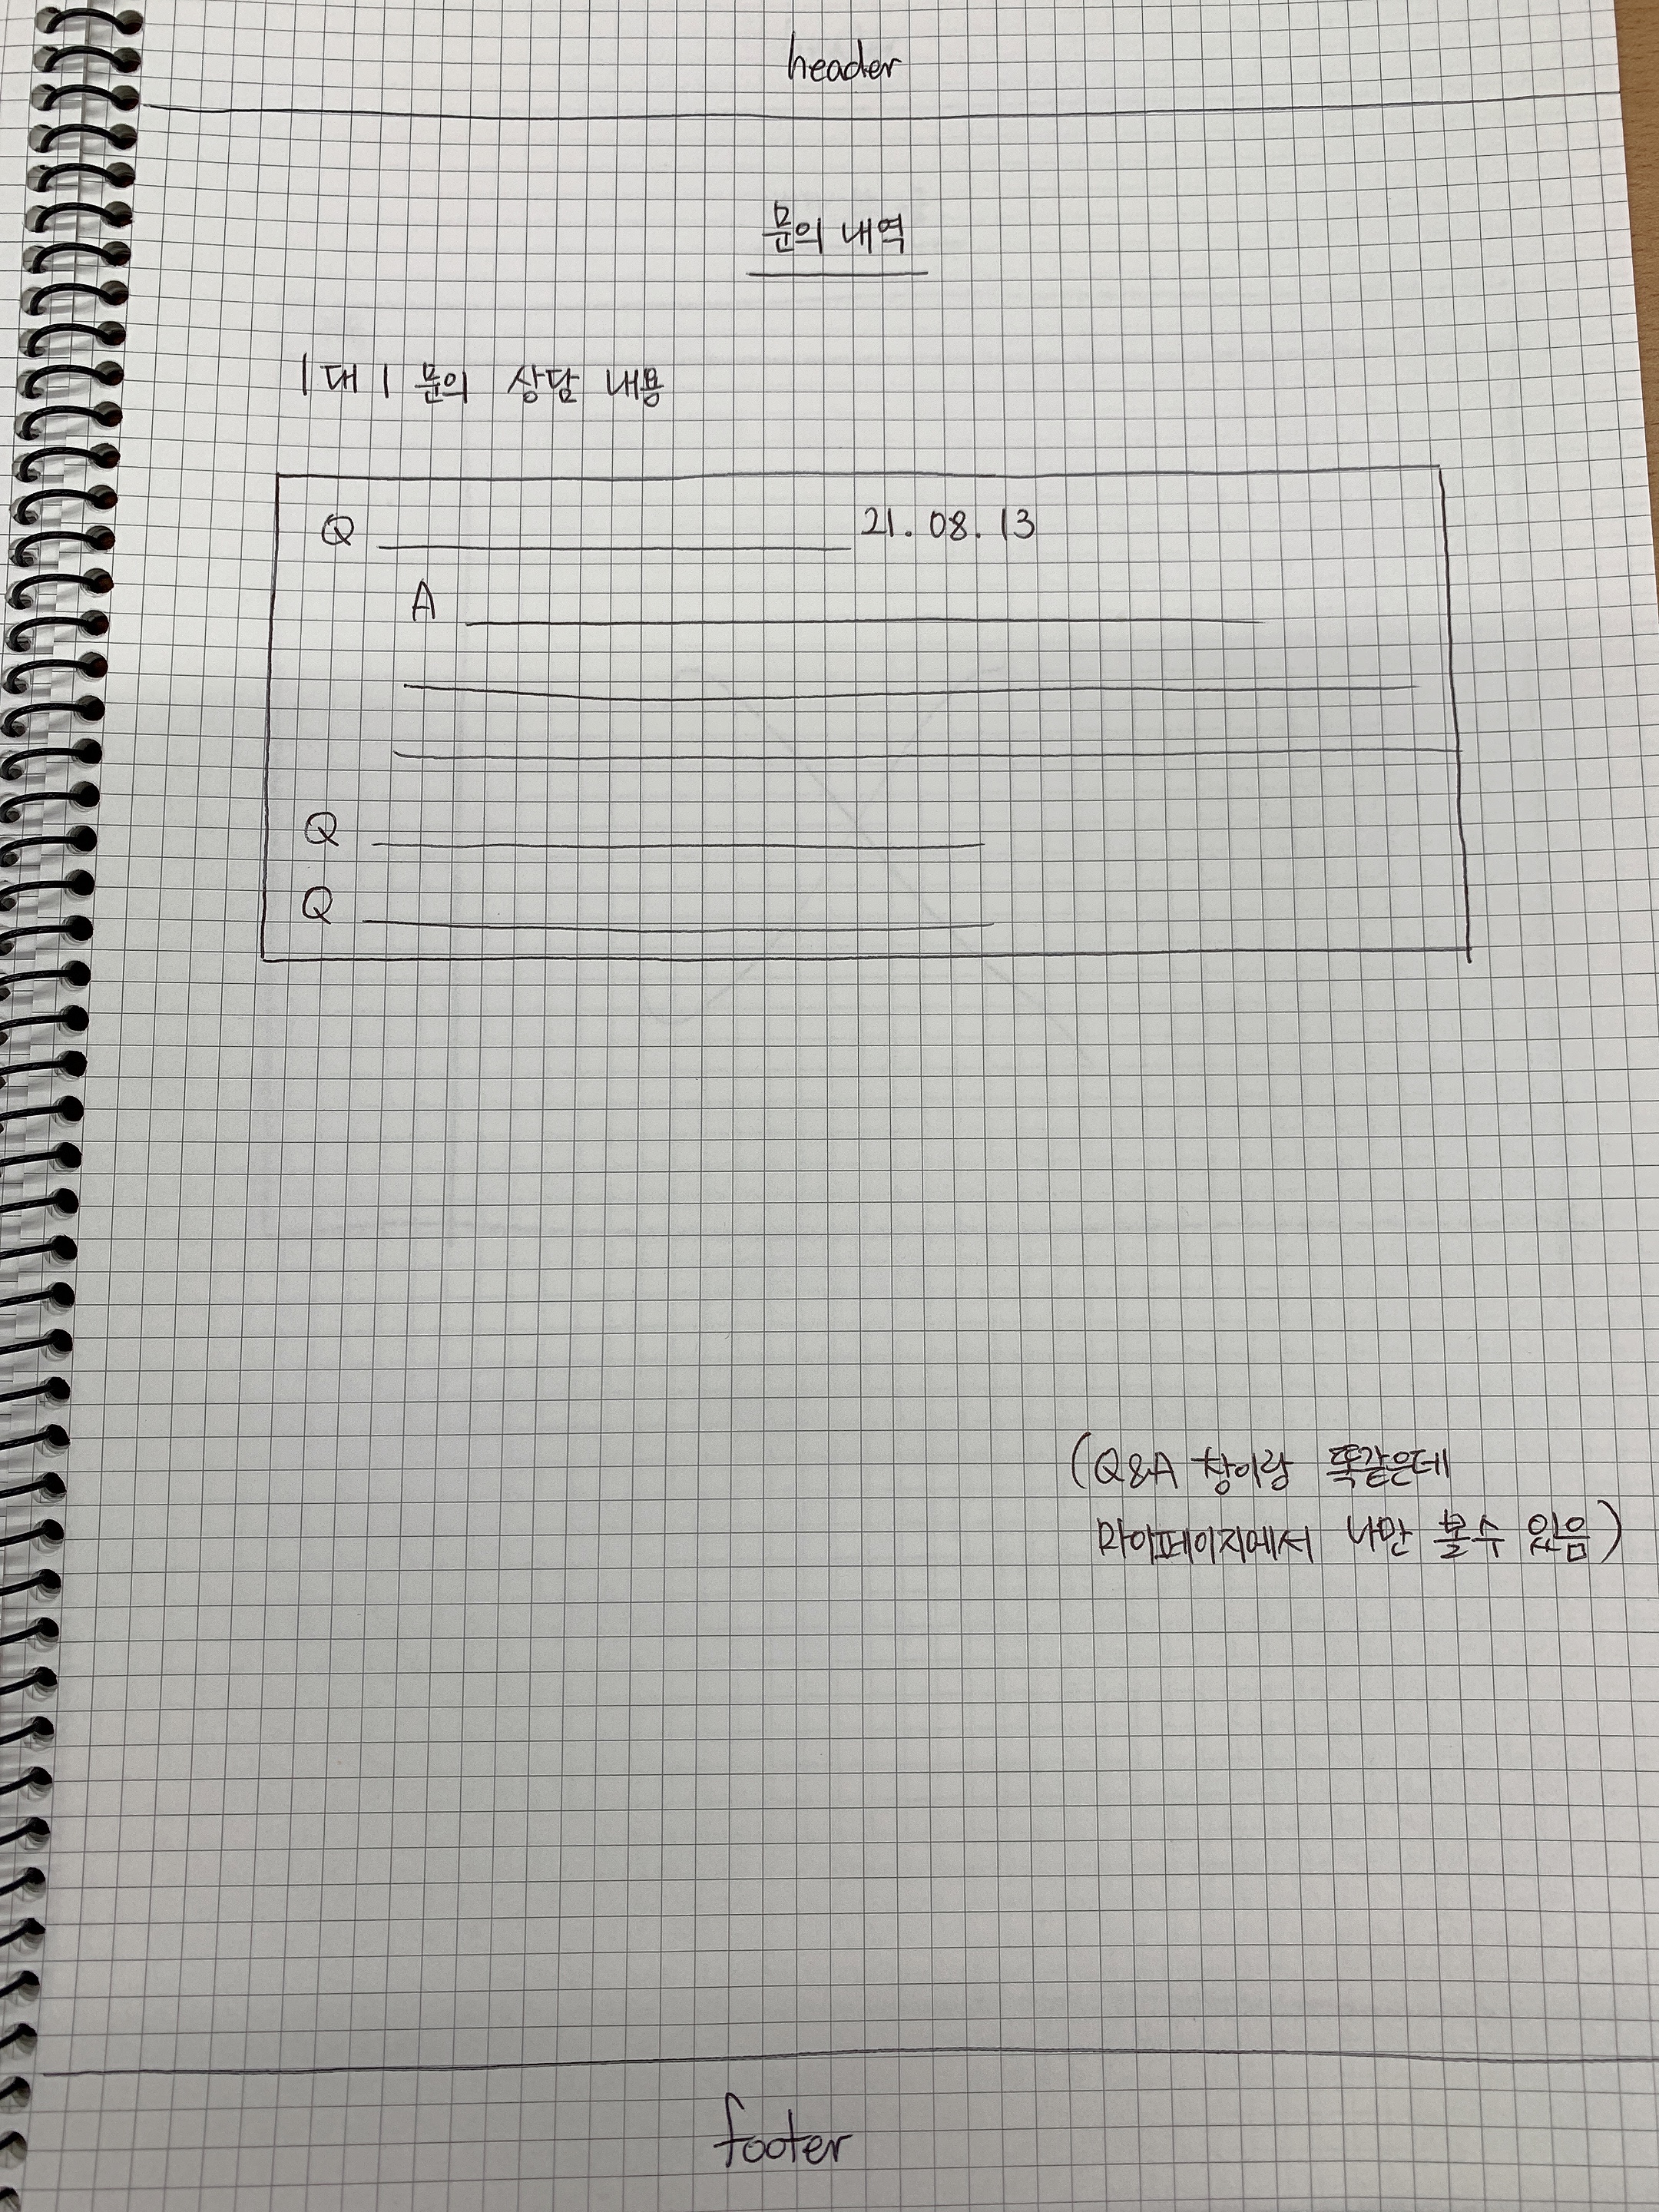 header
문의 내역
1대1 문의 상담 내용
Q 21. 08. 13
A
Q
Q
(Q&A 창이랑 똑같은데
마이페이지에서 나만 볼수 있음)
footer